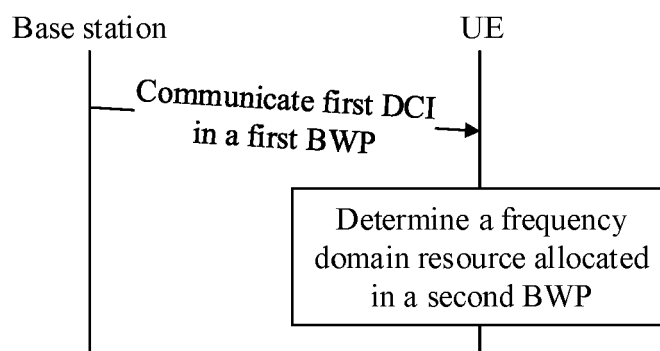 Base station
UE
Communicate first DCI
in a first BWP
Determine a frequency
domain resource allocated
in a second BWP